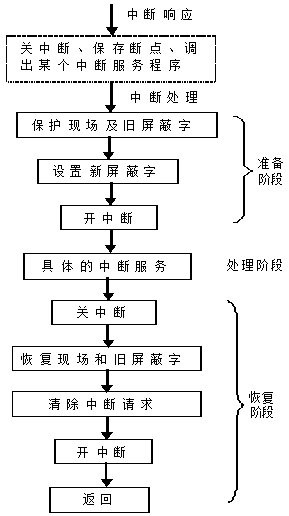 中断响应
关中断、保存断点、调
出某个中断服务程序
中断处理
保护现场及旧屏蔽字
设置新屏蔽字
开中断
准备
阶段
具体的中断服务
处理阶段
关中断
恢复现场和旧屏蔽字
清除中断请求
开中断
返回
恢复
阶段